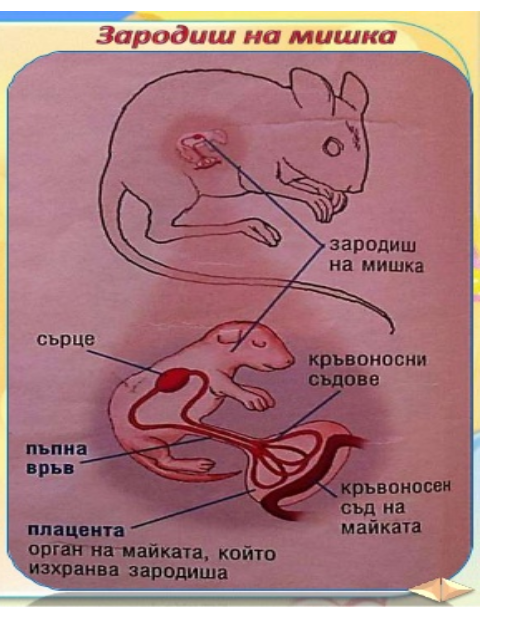 Зародиш на мишка
зародиш
на мишка
сърце
кръвоносни
съдове
пъпна
връв
кръвоносен
съд на
майката
плацента
орган на майката, който
изхранва зародиша